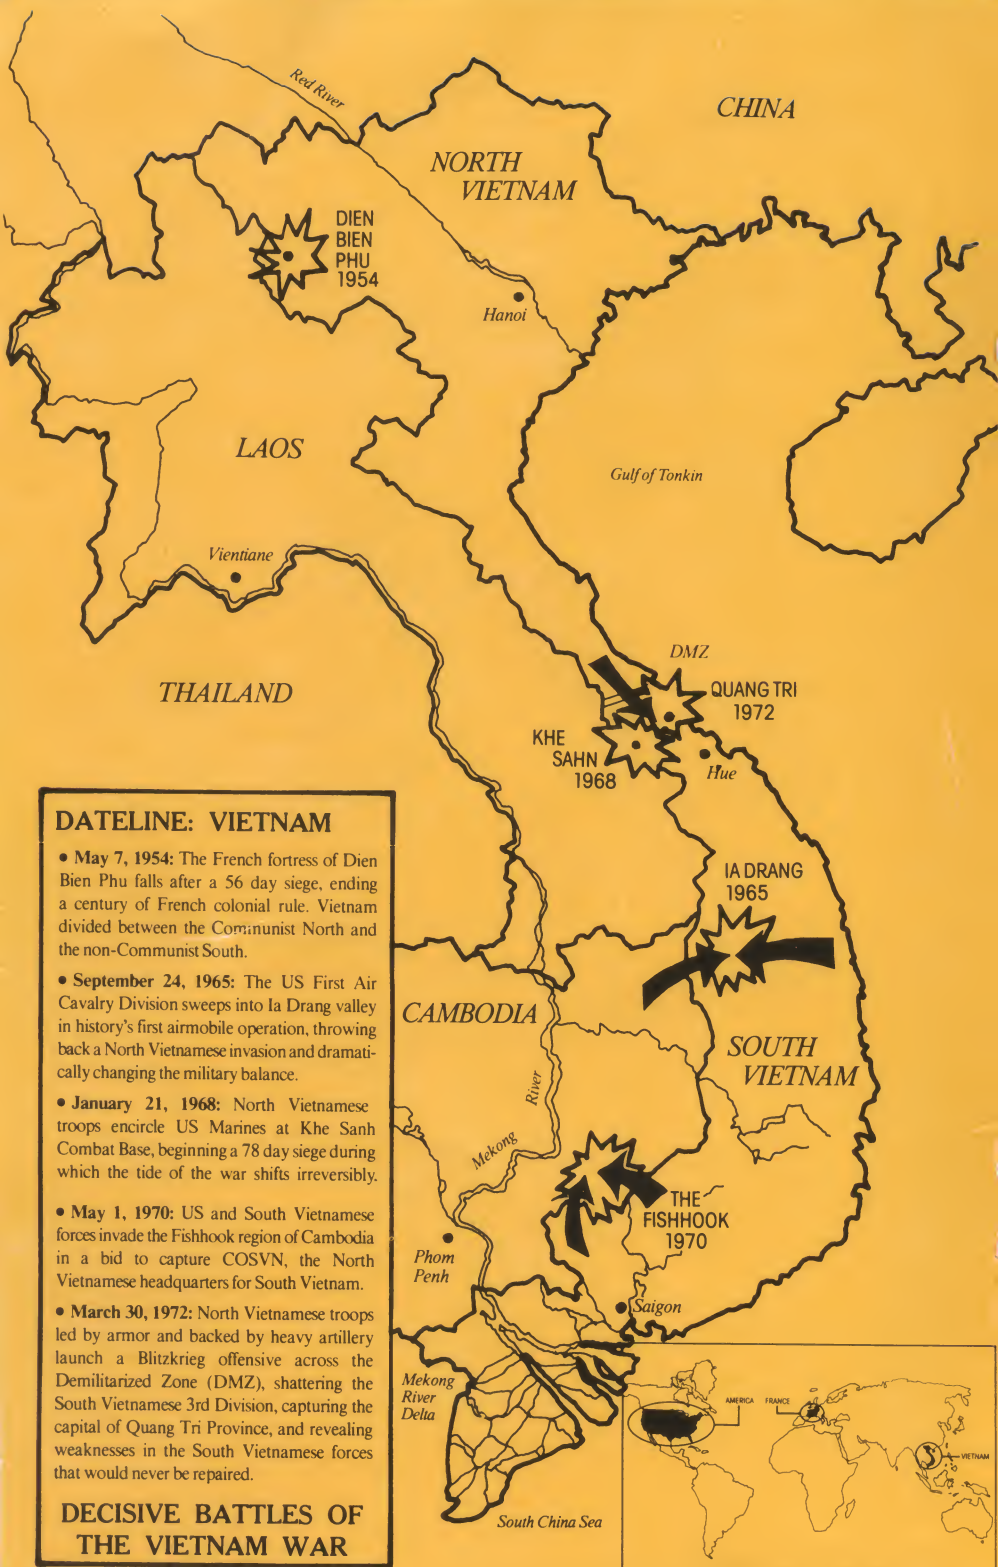 Red River
CHINA
NORTH
VIETNAM
DIEN
BIEN
PHU
1954
Hanoi
LAOS
Gulf of Tonkin
Vientiane
DMZ
THAILAND
QUANG TRI
1972
KHE
SAHN
1968
Hue
DATELINE: VIETNAM
• May 7, 1954: The French fortress of Dien
Bien Phu falls after a 56 day siege, ending
a century of French colonial rule. Vietnam
divided between the Communist North and
the non-Communist South.
• September 24, 1965: The US First Air
Cavalry Division sweeps into Ia Drang valley
in history's first airmobile operation, throwing
back a North Vietnamese invasion and dramati-
cally changing the military balance.
• January 21, 1968: North Vietnamese
troops encircle US Marines at Khe Sanh
Combat Base, beginning a 78 day siege during
which the tide of the war shifts irreversibly.
• May 1, 1970: US and South Vietnamese
forces invade the Fishhook region of Cambodia
in a bid to capture COSVN, the North
Vietnamese headquarters for South Vietnam.
• March 30, 1972: North Vietnamese troops
led by armor and backed by heavy artillery
launch a Blitzkrieg offensive across the
Demilitarized Zone (DMZ), shattering the
South Vietnamese 3rd Division, capturing the
capital of Quang Tri Province, and revealing
weaknesses in the South Vietnamese forces
that would never be repaired.
DECISIVE BATTLES OF
THE VIETNAM WAR
IA DRANG
1965
CAMBODIA
SOUTH
VIETNAM
River
Mekong
THE
FISHHOOK
1970
Phom
Penh
Saigon
Mekong
River
Delta
South China Sea
AMERICA
FRANCE
VIETNAM